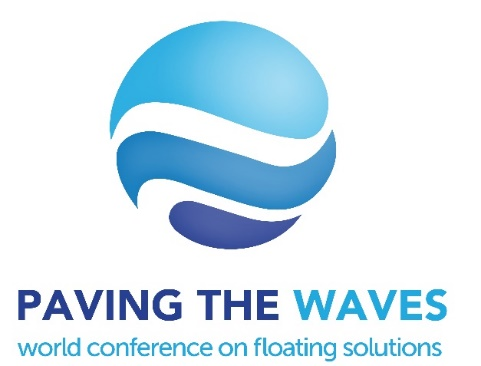 PAVING THE WAVES
world conference on floating solutions